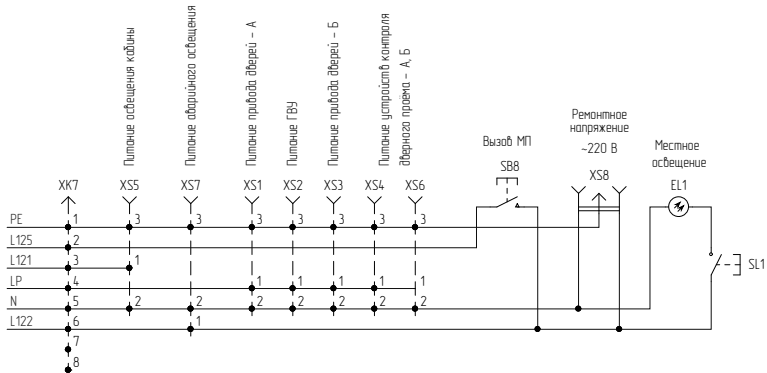 Питание освещения кабины
Питание аварийного освещения
Питание привода дверей – А
Питание ГВУ
Питание привода дверей – Б
Питание устройств контроля
дверного проёма – А, Б
Вызов МП
SB8
Ремонтное
напряжение
~220 В
XS8
Местное
освещение
EL1
XK7 XS5 XS7 XS1 XS2 XS3 XS4 XS6
PE 1 3 3 3 3 3 3 3
L125 2
L121 3 1
SL1
LP 4 1 1 1 1 1
N 5 2 2 2 2 2 2 2
L122 6 1
7
8